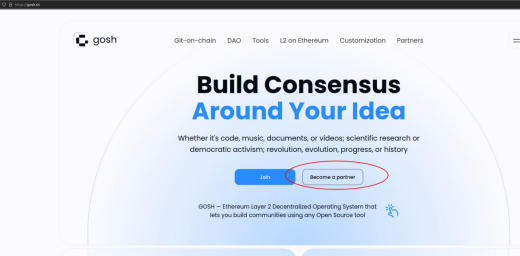 https://gosh.sh
gosh
Git-on-chain DAO Tools L2 on Ethereum Customization Partners
Build Consensus
Around Your Idea
Whether it's code, music, documents, or videos; scientific research or
democratic activism; revolution, evolution, progress, or history
Join Become a partner
GOSH — Ethereum Layer 2 Decentralized Operating System that
lets you build communities using any Open Source tool